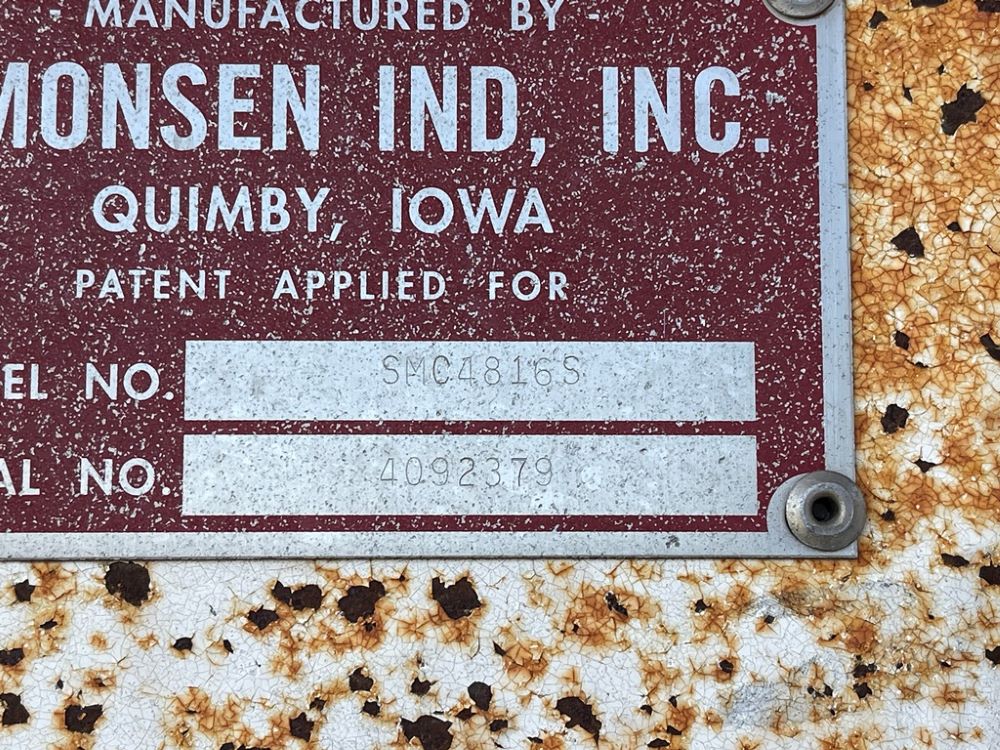 - MANUFACTURED BY -
MONSEN IND, INC.
QUIMBY, IOWA
PATENT APPLIED FOR
EL NO. SMC4816S
AL NO. 4092379